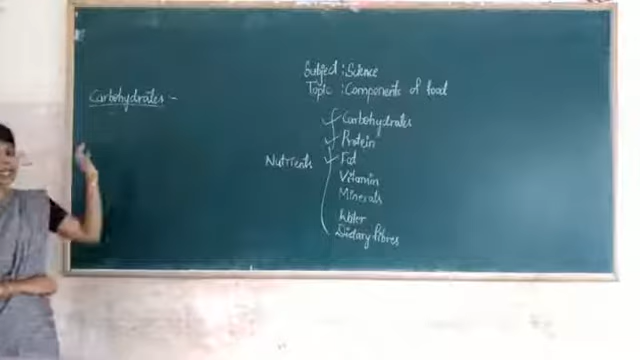 Subject : Science
Topic : Components of food
Carbohydrates -
Nutrients
Carbohydrates
Protein
Fat
Vitamin
Minerals
Water
Dietary fibres